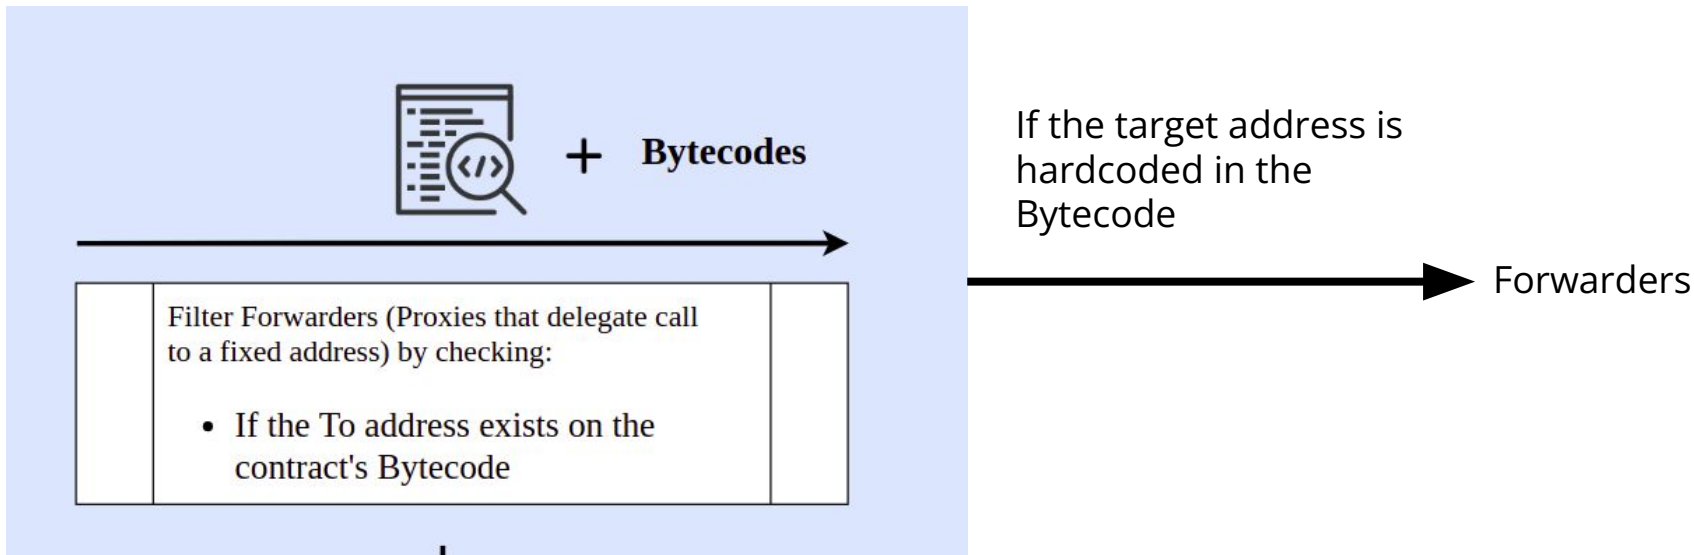 Bytecodes
Filter Forwarders (Proxies that delegate call
to a fixed address) by checking:
• If the To address exists on the
contract's Bytecode
If the target address is
hardcoded in the
Bytecode
Forwarders